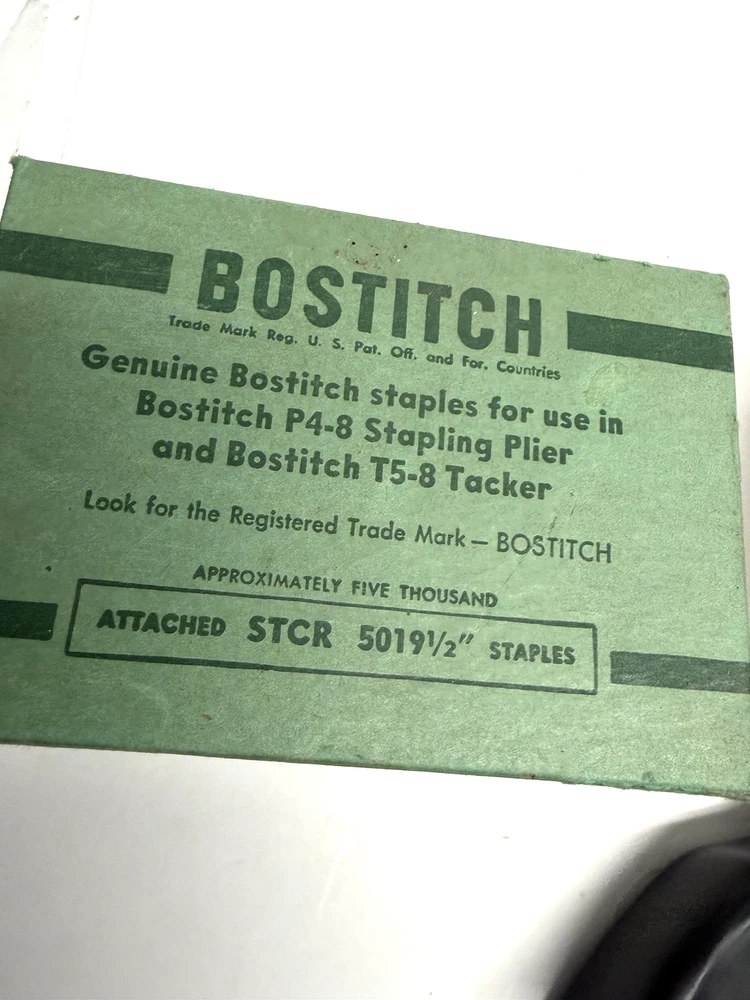 BOSTITCH
Trade Mark Reg. U. S. Pat. Off. and For. Countries
Genuine Bostitch staples for use in
Bostitch P4-8 Stapling Plier
and Bostitch T5-8 Tacker
Look for the Registered Trade Mark — BOSTITCH
APPROXIMATELY FIVE THOUSAND
ATTACHED STCR 5019 1/2" STAPLES